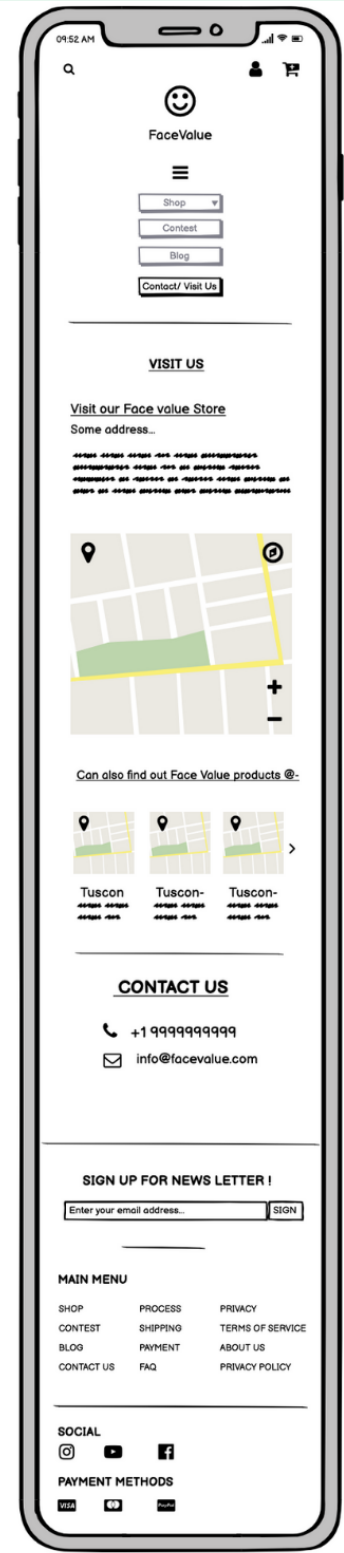 09:52 AM
FaceValue
Shop
Contest
Blog
Contact/ Visit Us
VISIT US
Visit our Face value Store
Some address...
Can also find out Face Value products @-
Tuscon Tuscon- Tuscon-
CONTACT US
+1 9999999999
info@facevalue.com
SIGN UP FOR NEWS LETTER !
Enter your email address... SIGN
MAIN MENU
SHOP PROCESS PRIVACY
CONTEST SHIPPING TERMS OF SERVICE
BLOG PAYMENT ABOUT US
CONTACT US FAQ PRIVACY POLICY
SOCIAL
PAYMENT METHODS
VISA PayPal